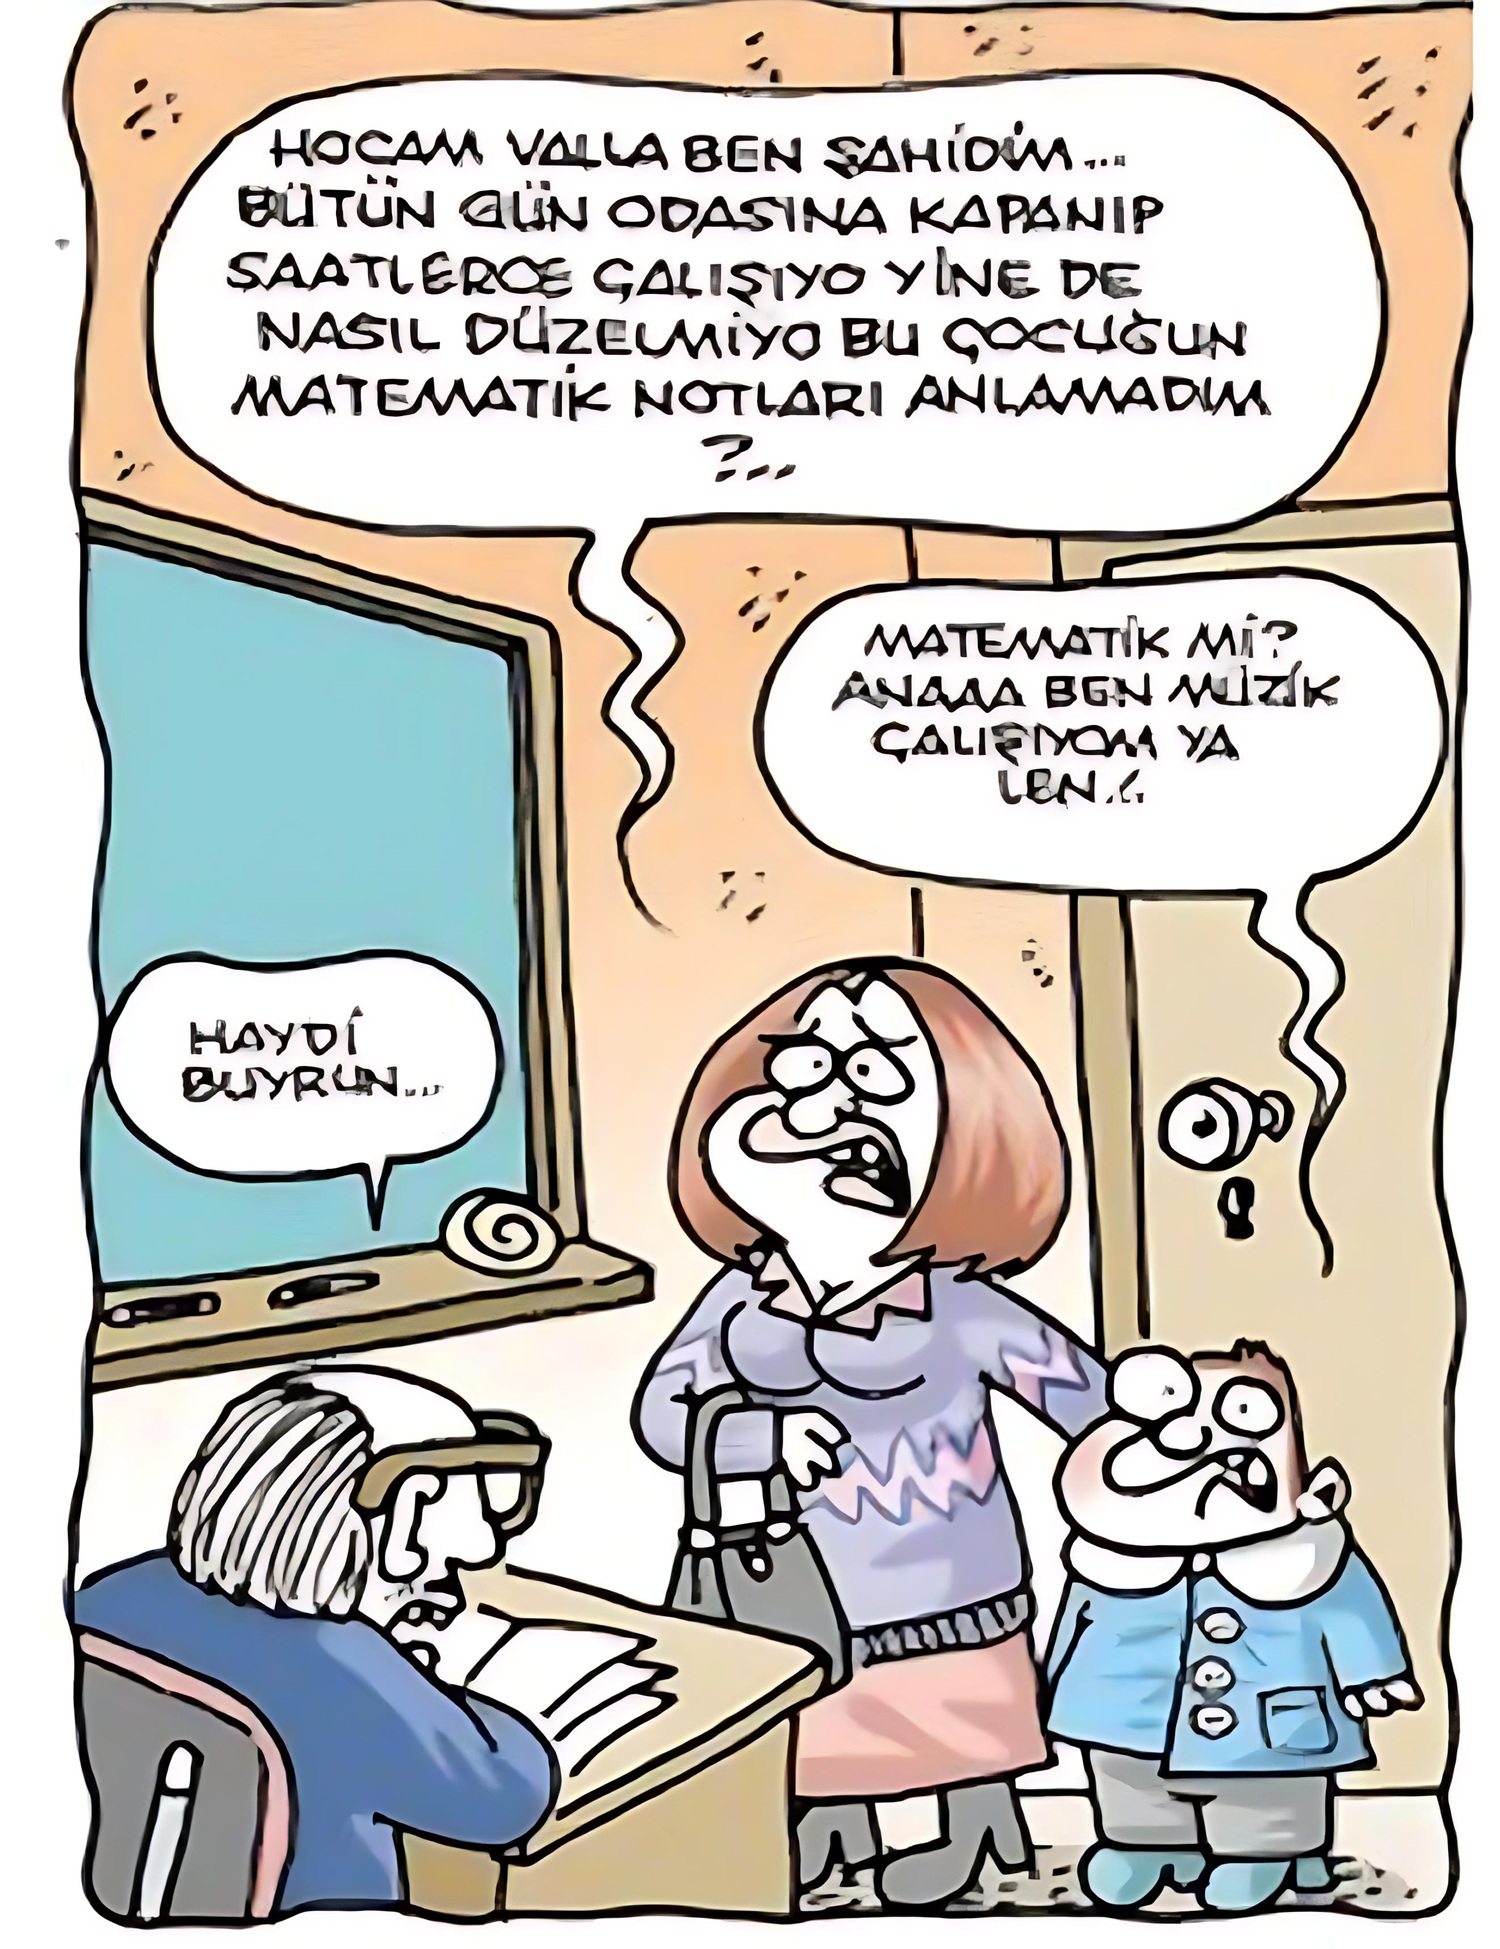 HOCAM VALLA BEN ŞAHİDİM...
BÜTÜN GÜN ODASINA KAPANIP
SAATLERCE ÇALIŞIYO YİNE DE
NASIL DÜZELMİYO BU ÇOCUĞUN
MATEMATİK NOTLARI ANLAMADIM
?..
MATEMATİK Mİ?
ANAAA BEN MÜZİK
ÇALIŞIYOM YA
LEN..
HAYDİ
BUYRUN...